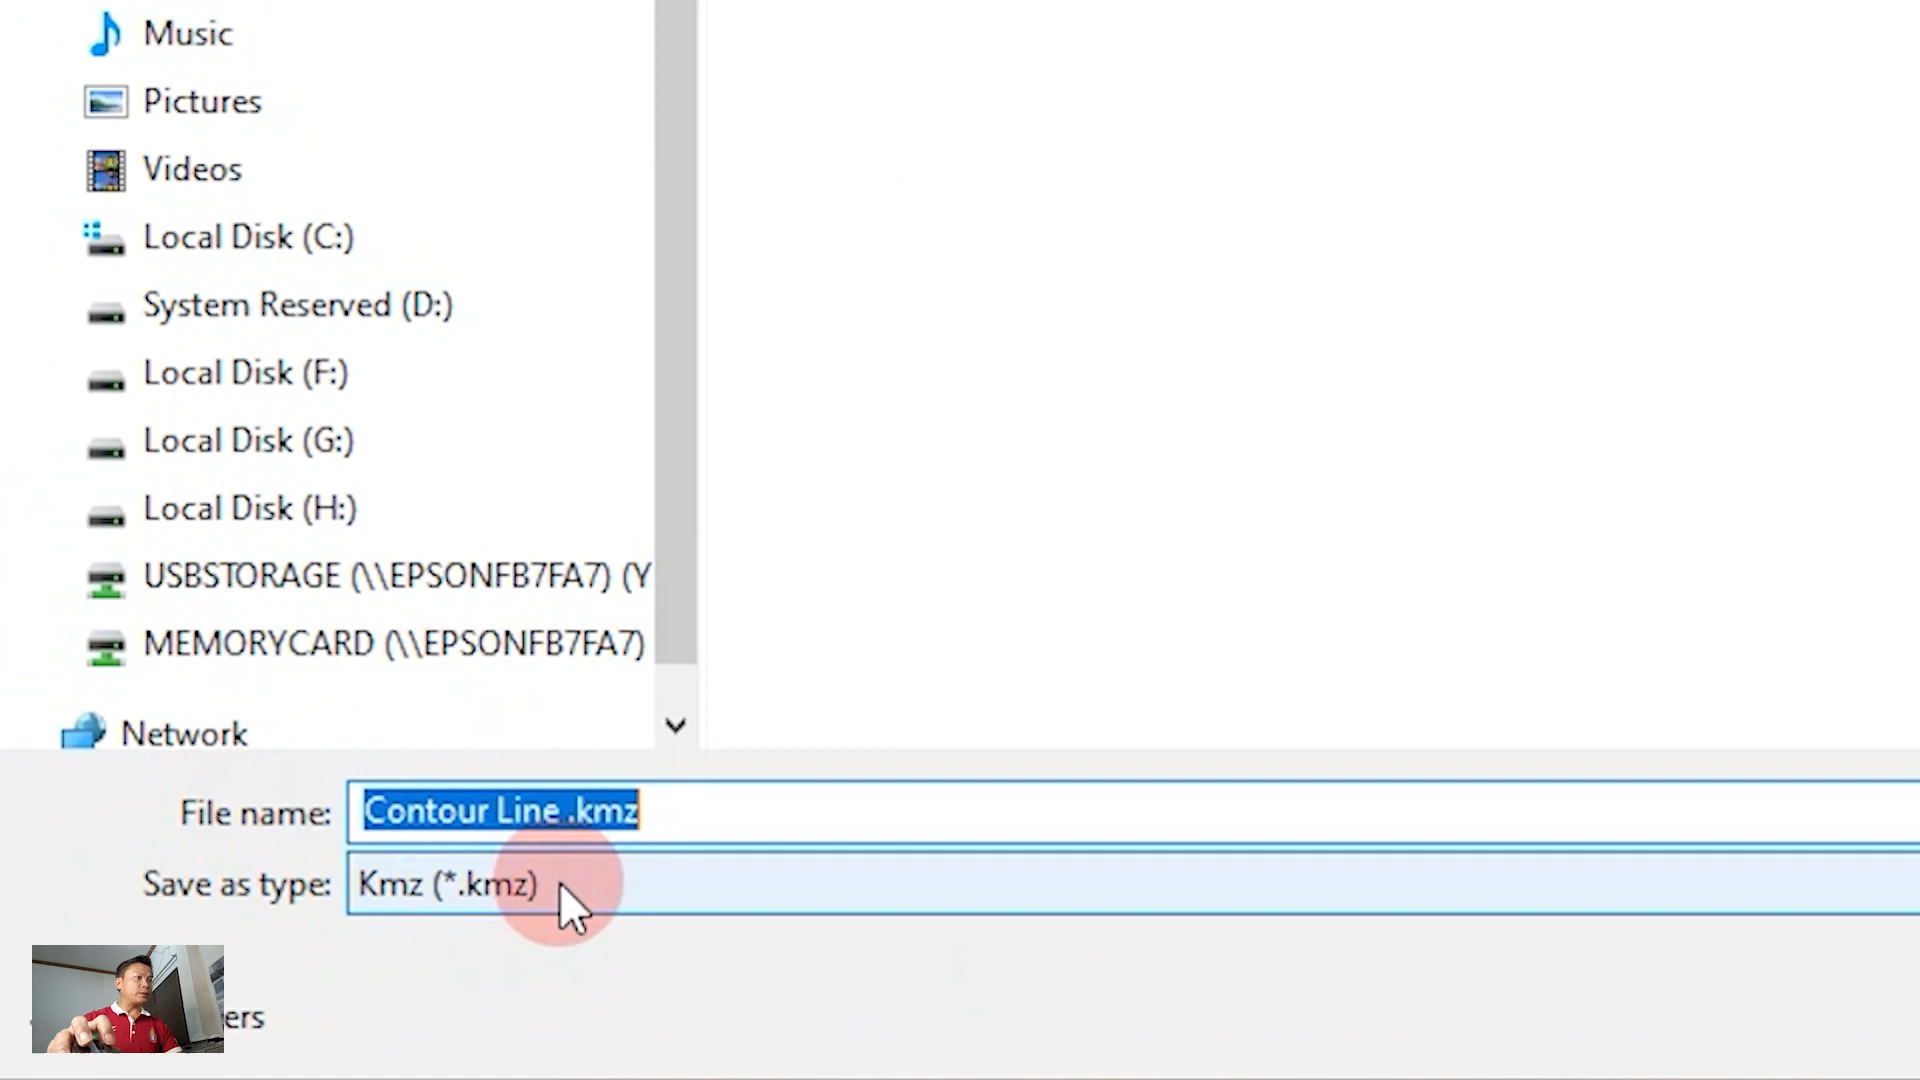 Music
Pictures
Videos
Local Disk (C:)
System Reserved (D:)
Local Disk (F:)
Local Disk (G:)
Local Disk (H:)
USBSTORAGE (\\EPSONFB7FA7) (Y
MEMORYCARD (\\EPSONFB7FA7)
Network
File name: Contour Line .kmz
Save as type: Kmz (*.kmz)
ers